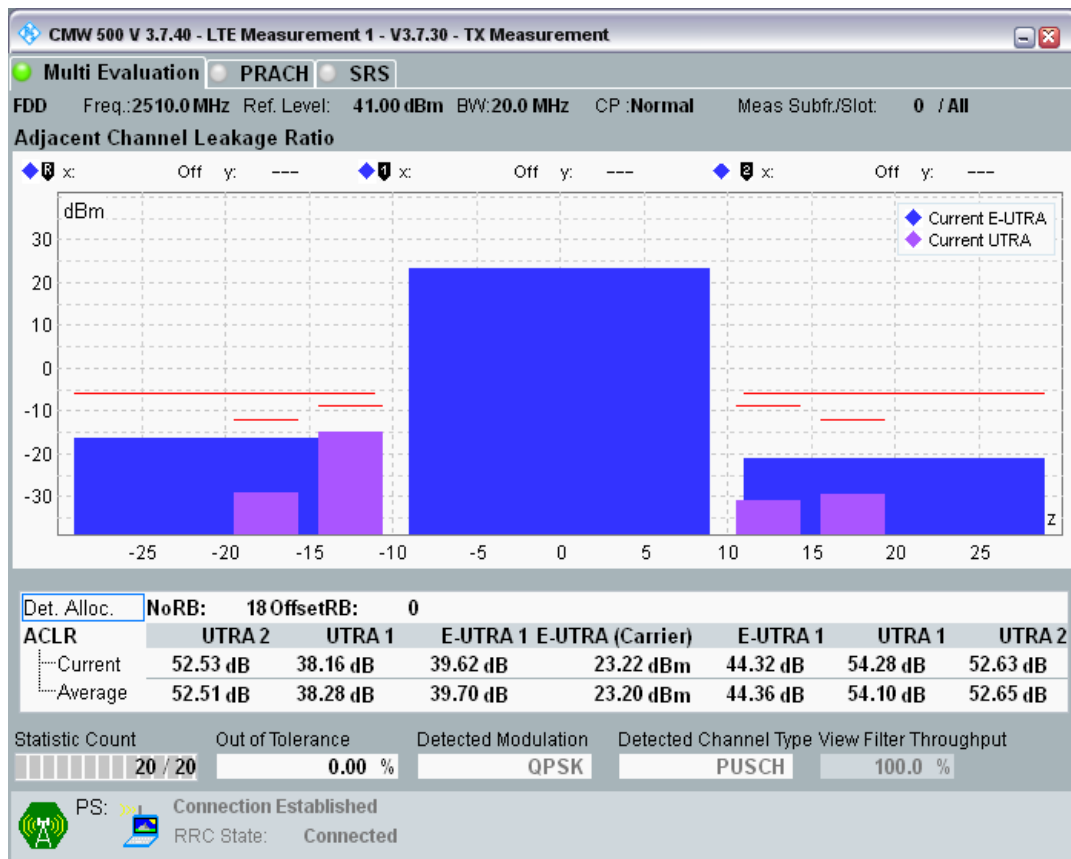 CMW 500 V 3.7.40 - LTE Measurement 1 - V3.7.30 - TX Measurement
Multi Evaluation PRACH SRS
FDD Freq.:2510.0 MHz Ref. Level: 41.00 dBm BW:20.0 MHz CP :Normal Meas Subfr./Slot: 0 / All
Adjacent Channel Leakage Ratio
R x: Off y: --- 1 x: Off y: --- 2 x: Off y: ---
dBm
Current E-UTRA
Current UTRA
30
20
10
0
-10
-20
-30
z
-25 -20 -15 -10 -5 0 5 10 15 20 25
Det. Alloc. NoRB: 18 OffsetRB: 0
ACLR UTRA 2 UTRA 1 E-UTRA 1 E-UTRA (Carrier) E-UTRA 1 UTRA 1 UTRA 2
Current 52.53 dB 38.16 dB 39.62 dB 23.22 dBm 44.32 dB 54.28 dB 52.63 dB
Average 52.51 dB 38.28 dB 39.70 dB 23.20 dBm 44.36 dB 54.10 dB 52.65 dB
Statistic Count Out of Tolerance Detected Modulation Detected Channel Type View Filter Throughput
20 / 20 0.00 % QPSK PUSCH 100.0 %
PS: Connection Established
RRC State: Connected